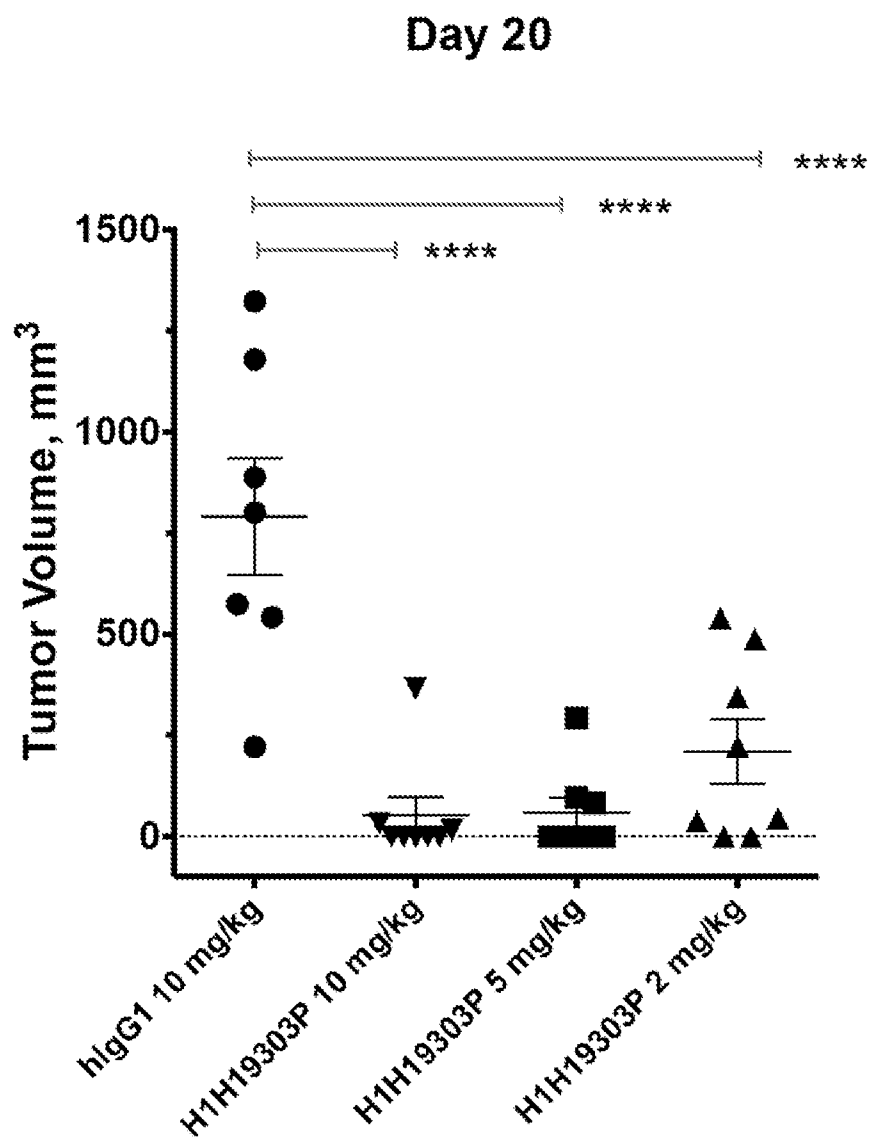 Day 20
****
****
****
1500
1000
500
0
Tumor Volume, mm³
hIgG1 10 mg/kg
H1H19303P 10 mg/kg
H1H19303P 5 mg/kg
H1H19303P 2 mg/kg